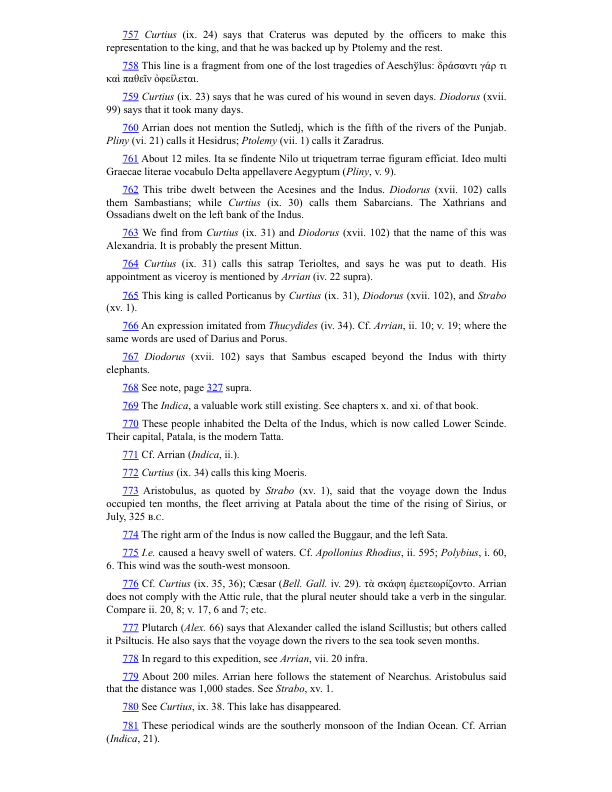 757 Curtius (ix. 24) says that Craterus was deputed by the officers to make this
representation to the king, and that he was backed up by Ptolemy and the rest.
758 This line is a fragment from one of the lost tragedies of Aeschy̆lus: δράσαντι γάρ τι
καὶ παθεῖν ὀφείλεται.
759 Curtius (ix. 23) says that he was cured of his wound in seven days. Diodorus (xvii.
99) says that it took many days.
760 Arrian does not mention the Sutledj, which is the fifth of the rivers of the Punjab.
Pliny (vi. 21) calls it Hesidrus; Ptolemy (vii. 1) calls it Zaradrus.
761 About 12 miles. Ita se findente Nilo ut triquetram terrae figuram efficiat. Ideo multi
Graecae literae vocabulo Delta appellavere Aegyptum (Pliny, v. 9).
762 This tribe dwelt between the Acesines and the Indus. Diodorus (xvii. 102) calls
them Sambastians; while Curtius (ix. 30) calls them Sabarcians. The Xathrians and
Ossadians dwelt on the left bank of the Indus.
763 We find from Curtius (ix. 31) and Diodorus (xvii. 102) that the name of this was
Alexandria. It is probably the present Mittun.
764 Curtius (ix. 31) calls this satrap Terioltes, and says he was put to death. His
appointment as viceroy is mentioned by Arrian (iv. 22 supra).
765 This king is called Porticanus by Curtius (ix. 31), Diodorus (xvii. 102), and Strabo
(xv. 1).
766 An expression imitated from Thucydides (iv. 34). Cf. Arrian, ii. 10; v. 19; where the
same words are used of Darius and Porus.
767 Diodorus (xvii. 102) says that Sambus escaped beyond the Indus with thirty
elephants.
768 See note, page 327 supra.
769 The Indica, a valuable work still existing. See chapters x. and xi. of that book.
770 These people inhabited the Delta of the Indus, which is now called Lower Scinde.
Their capital, Patala, is the modern Tatta.
771 Cf. Arrian (Indica, ii.).
772 Curtius (ix. 34) calls this king Moeris.
773 Aristobulus, as quoted by Strabo (xv. 1), said that the voyage down the Indus
occupied ten months, the fleet arriving at Patala about the time of the rising of Sirius, or
July, 325 B.C.
774 The right arm of the Indus is now called the Buggaur, and the left Sata.
775 I.e. caused a heavy swell of waters. Cf. Apollonius Rhodius, ii. 595; Polybius, i. 60,
6. This wind was the south-west monsoon.
776 Cf. Curtius (ix. 35, 36); Cæsar (Bell. Gall. iv. 29). τὰ σκάφη ἐμετεωρίζοντο. Arrian
does not comply with the Attic rule, that the plural neuter should take a verb in the singular.
Compare ii. 20, 8; v. 17, 6 and 7; etc.
777 Plutarch (Alex. 66) says that Alexander called the island Scillustis; but others called
it Psiltucis. He also says that the voyage down the rivers to the sea took seven months.
778 In regard to this expedition, see Arrian, vii. 20 infra.
779 About 200 miles. Arrian here follows the statement of Nearchus. Aristobulus said
that the distance was 1,000 stades. See Strabo, xv. 1.
780 See Curtius, ix. 38. This lake has disappeared.
781 These periodical winds are the southerly monsoon of the Indian Ocean. Cf. Arrian
(Indica, 21).